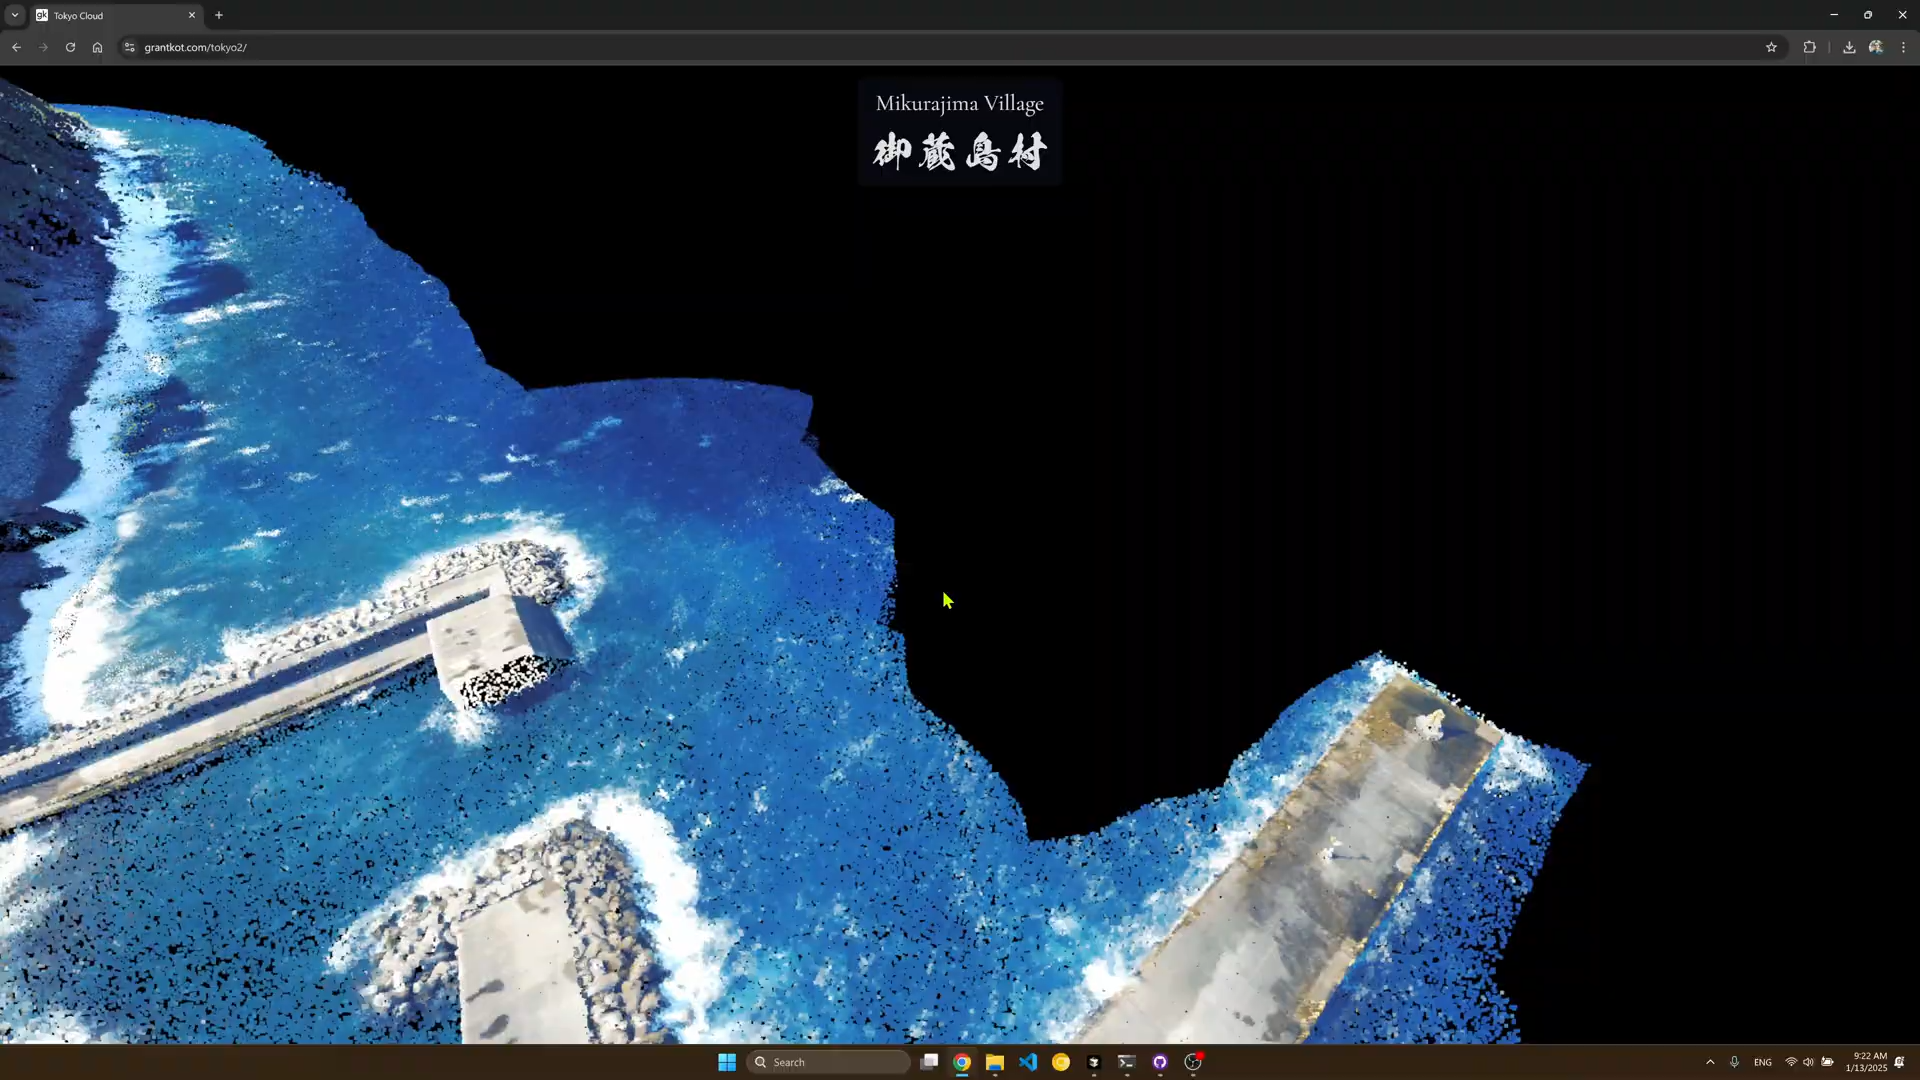 gk
Tokyo Cloud
grantkot.com/tokyo2/
Mikurajima Village
御蔵島村
Search
ENG
9:22 AM
1/13/2025